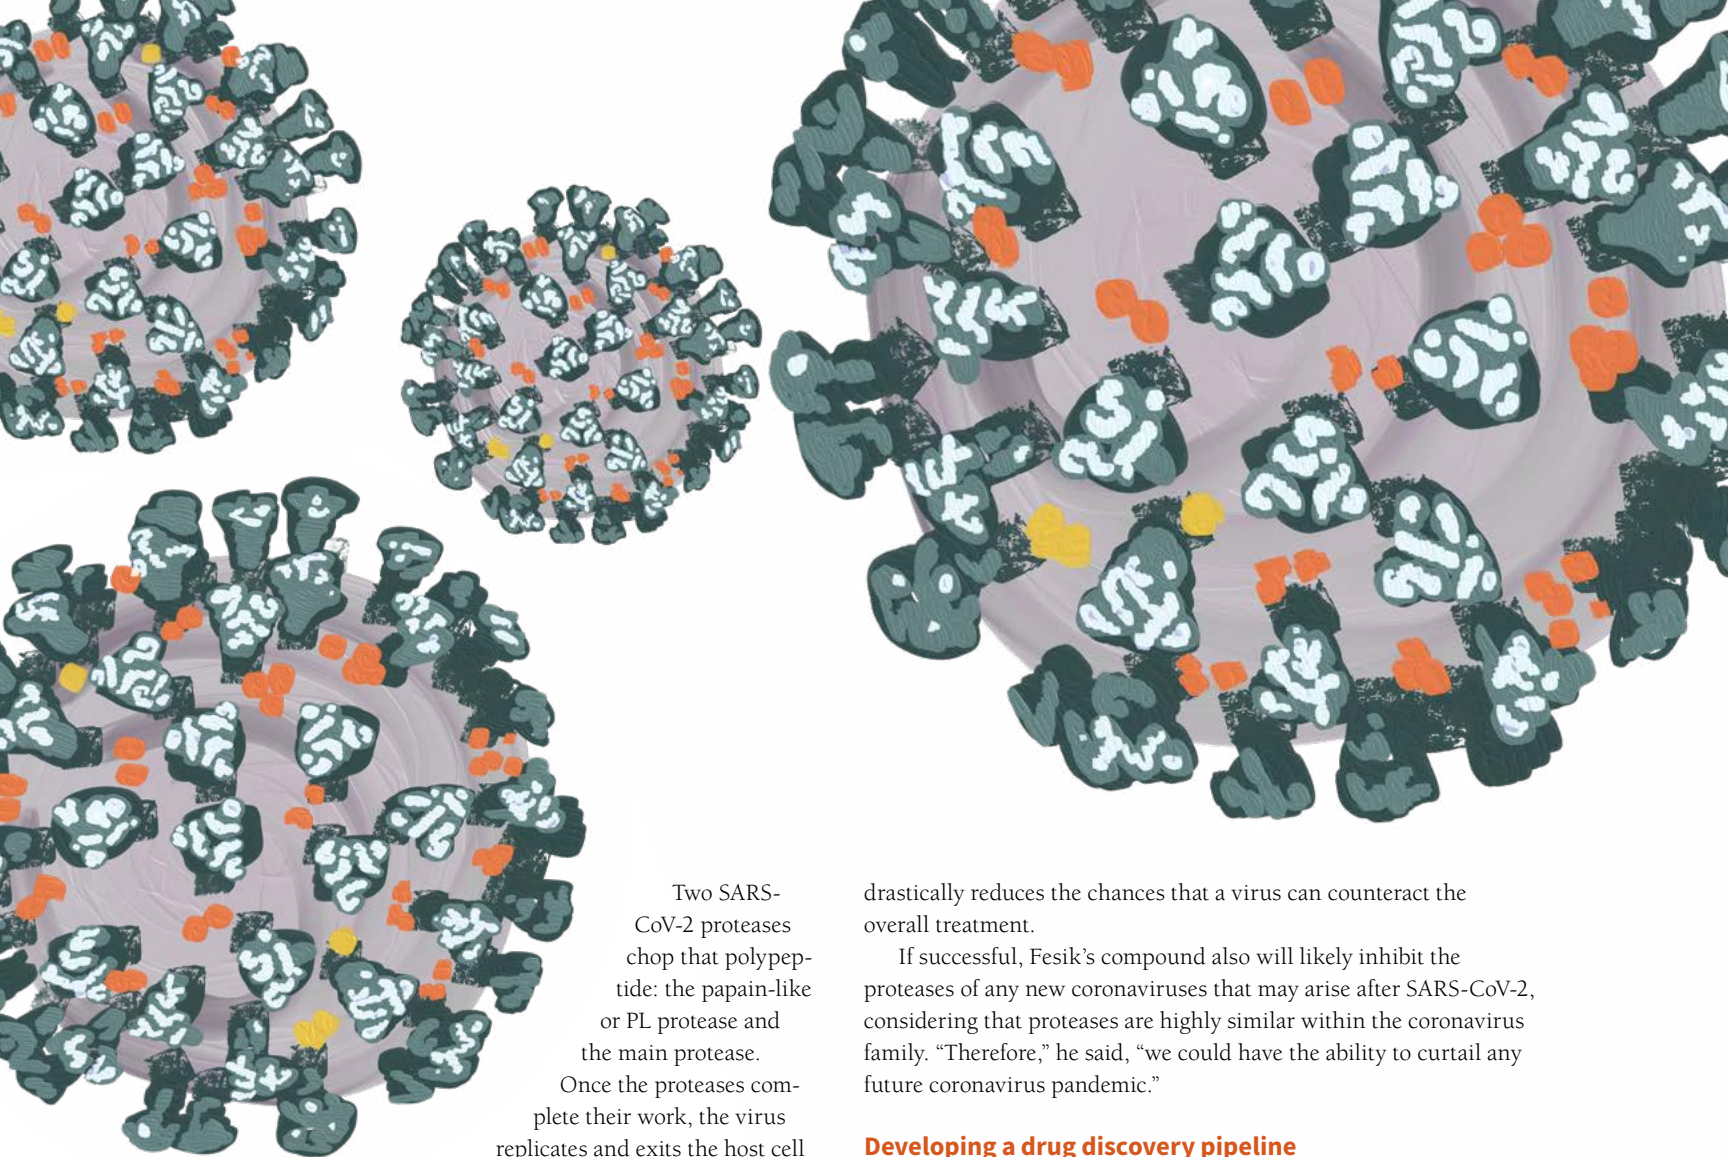 Two SARS-
CoV-2 proteases
chop that polypep-
tide: the papain-like
or PL protease and
the main protease.
Once the proteases com-
plete their work, the virus
replicates and exits the host cell
drastically reduces the chances that a virus can counteract the
overall treatment.
If successful, Fesik’s compound also will likely inhibit the
proteases of any new coronaviruses that may arise after SARS-CoV-2,
considering that proteases are highly similar within the coronavirus
family. “Therefore,” he said, “we could have the ability to curtail any
future coronavirus pandemic.”
Developing a drug discovery pipeline